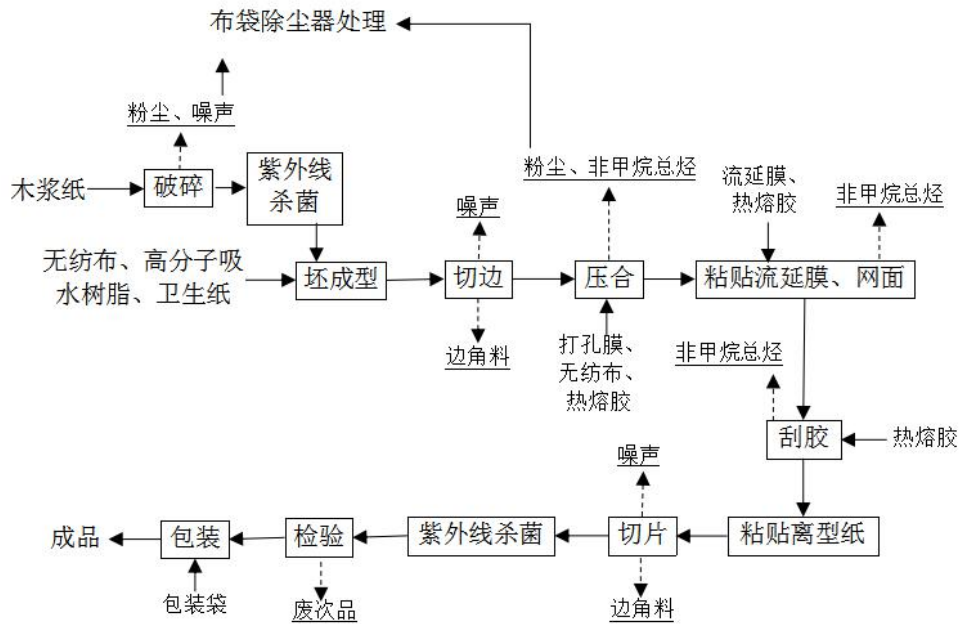 布袋除尘器处理
粉尘、噪声
木浆纸
破碎
紫外线
杀菌
粉尘、非甲烷总烃
流延膜、
热熔胶
非甲烷总烃
噪声
无纺布、高分子吸
水树脂、卫生纸
坯成型
切边
压合
粘贴流延膜、网面
边角料
打孔膜、
无纺布、
热熔胶
非甲烷总烃
刮胶
热熔胶
噪声
成品
包装
检验
紫外线杀菌
切片
粘贴离型纸
包装袋
废次品
边角料